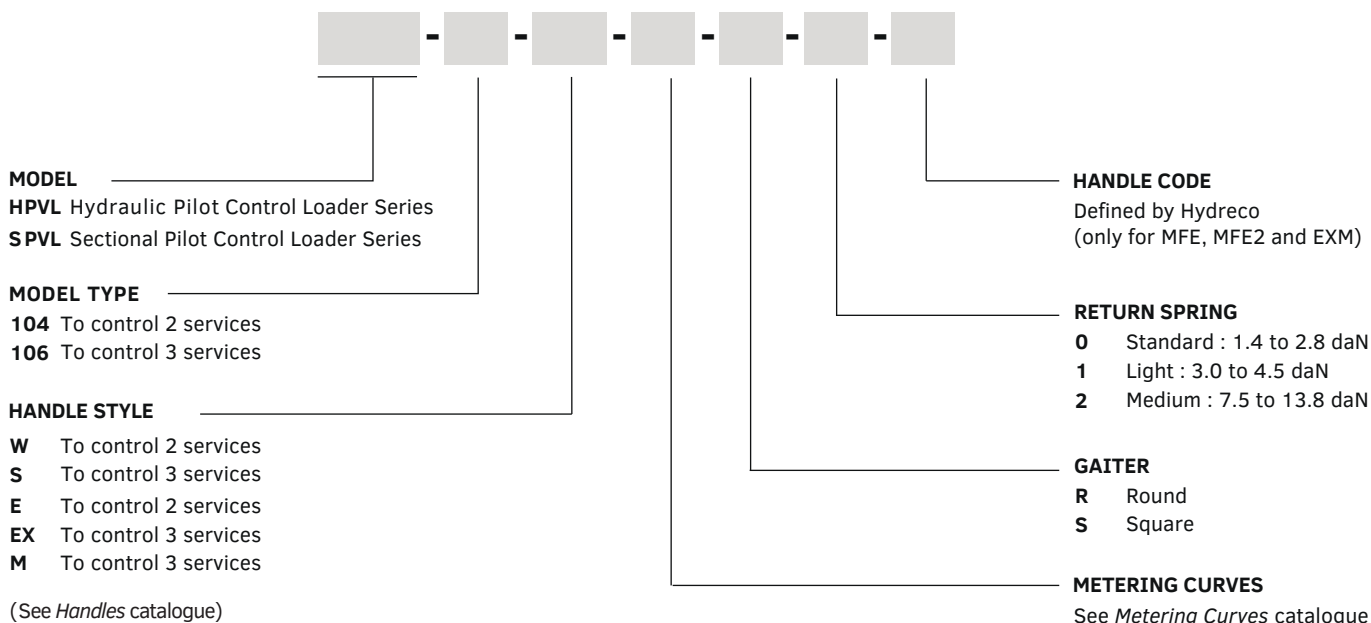 - - - - - -
MODEL
HPVL Hydraulic Pilot Control Loader Series
SPVL Sectional Pilot Control Loader Series
MODEL TYPE
104 To control 2 services
106 To control 3 services
HANDLE STYLE
W To control 2 services
S To control 3 services
E To control 2 services
EX To control 3 services
M To control 3 services
(See Handles catalogue)
HANDLE CODE
Defined by Hydreco
(only for MFE, MFE2 and EXM)
RETURN SPRING
0 Standard : 1.4 to 2.8 daN
1 Light : 3.0 to 4.5 daN
2 Medium : 7.5 to 13.8 daN
GAITER
R Round
S Square
METERING CURVES
See Metering Curves catalogue